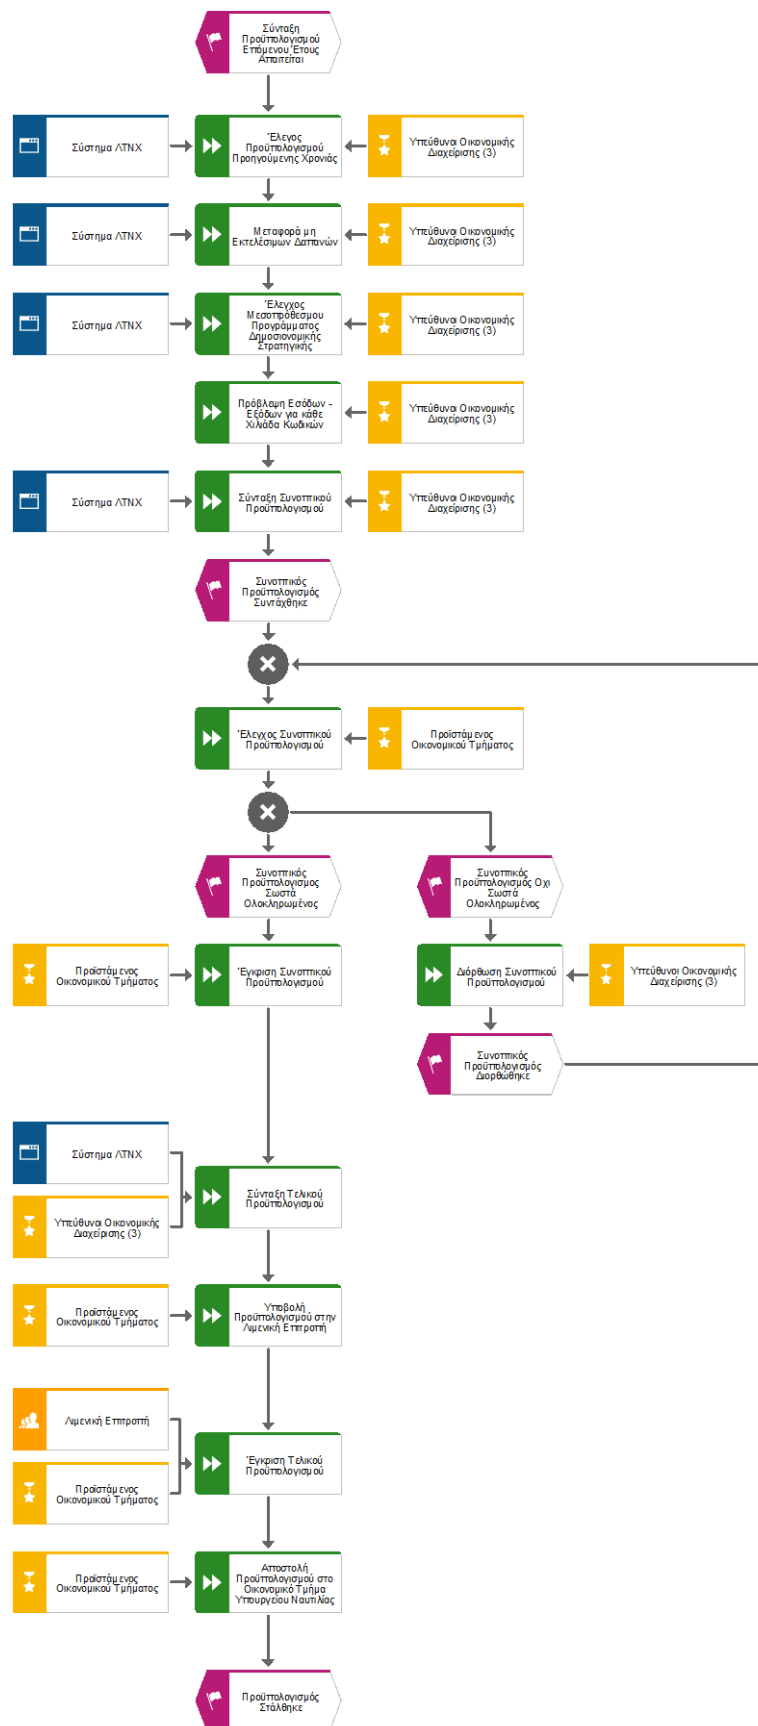 Σύνταξη
Προϋπολογισμού
Επόμενου Έτους
Απαιτείται
Σύστημα ΛΤΝΧ
Έλεγος
Προϋπολογισμού
Προηγούμενης Χρονιάς
Υπεύθυνοι Οικονομικής
Διαχείρισης (3)
Σύστημα ΛΤΝΧ
Μεταφορά μη
Εκτελέσιμων Δαπανών
Υπεύθυνοι Οικονομικής
Διαχείρισης (3)
Σύστημα ΛΤΝΧ
Έλεγχος
Μεσοπρόθεσμου
Προγράμματος
Δημοσιονομικής
Στρατηγικής
Υπεύθυνοι Οικονομικής
Διαχείρισης (3)
Πρόβλεψη Εσόδων -
Εξόδων για κάθε
Χιλιάδα Κωδικών
Υπεύθυνοι Οικονομικής
Διαχείρισης (3)
Σύστημα ΛΤΝΧ
Σύνταξη Συνοπτικού
Προϋπολογισμού
Υπεύθυνοι Οικονομικής
Διαχείρισης (3)
Συνοπτικός
Προϋπολογισμός
Συντάχθηκε
Έλεγχος Συνοπτικού
Προϋπολογισμού
Προϊστάμενος
Οικονομικού Τμήματος
Συνοπτικός
Προϋπολογισμος
Σωστά
Ολοκληρωμένος
Συνοπτικός
Προϋπολογισμός Οχι
Σωστά
Ολοκληρωμένος
Προϊστάμενος
Οικονομικού Τμήματος
Έγκριση Συνοπτικού
Προϋπολογισμού
Διόρθωση Συνοπτικού
Προϋπολογισμού
Υπεύθυνοι Οικονομικής
Διαχείρισης (3)
Συνοπτικός
Προϋπολογισμός
Διορθώθηκε
Σύστημα ΛΤΝΧ
Υπεύθυνοι Οικονομικής
Διαχείρισης (3)
Σύνταξη Τελικού
Προϋπολογισμού
Προϊστάμενος
Οικονομικού Τμήματος
Υποβολή
Προϋπολογισμού στην
Λιμενική Επιτροπή
Λιμενική Επιτροπή
Προϊστάμενος
Οικονομικού Τμήματος
Έγκριση Τελικού
Προϋπολογισμού
Προϊστάμενος
Οικονομικού Τμήματος
Αποστολή
Προϋπολογισμού στο
Οικονομικό Τμήμα
Υπουργείου Ναυτιλίας
Προϋπολογισμός
Στάλθηκε